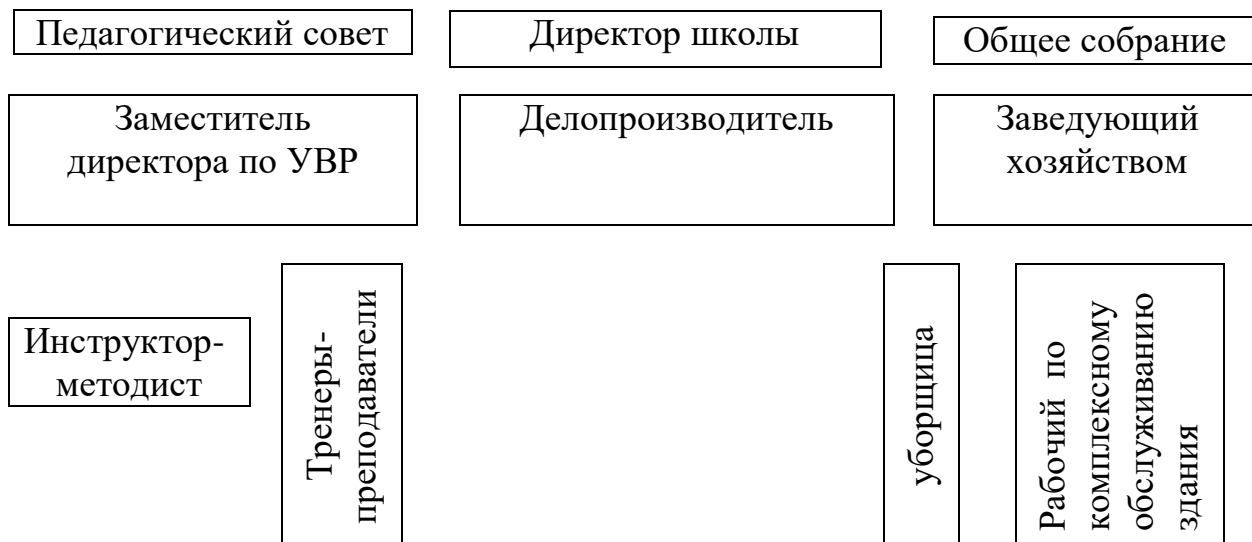 Педагогический совет
Директор школы
Общее собрание
Заместитель
директора по УВР
Делопроизводитель
Заведующий
хозяйством
Инструктор-
методист
Тренеры-
преподаватели
уборщица
Рабочий по
комплексному
обслуживанию
здания